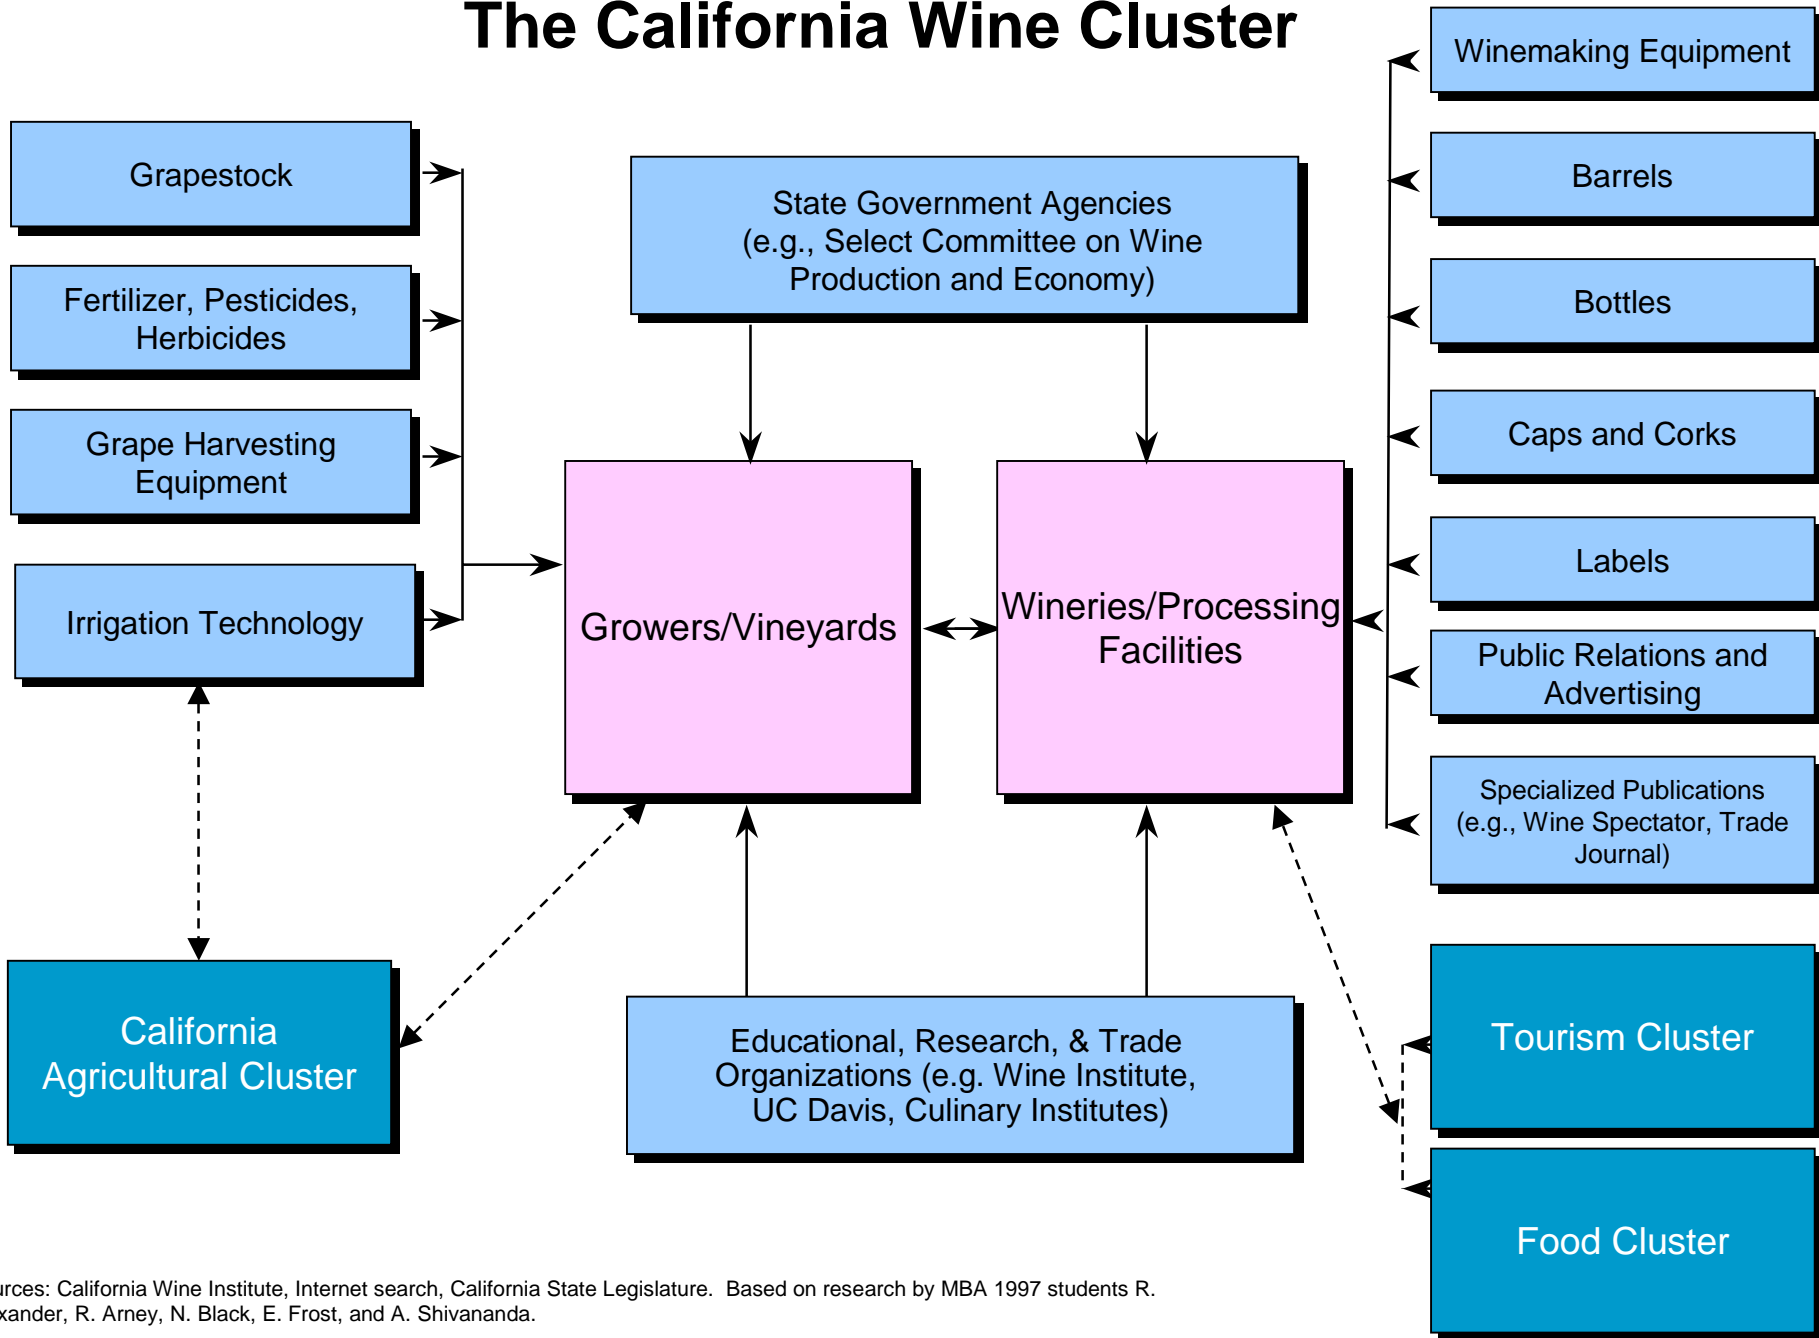 The California Wine Cluster
Winemaking Equipment
Grapestock
State Government Agencies
(e.g., Select Committee on Wine
Production and Economy)
Barrels
Fertilizer, Pesticides,
Herbicides
Bottles
Grape Harvesting
Equipment
Caps and Corks
Labels
Irrigation Technology
Growers/Vineyards
Wineries/Processing
Facilities
Public Relations and
Advertising
Specialized Publications
(e.g., Wine Spectator, Trade
Journal)
California
Agricultural Cluster
Educational, Research, & Trade
Organizations (e.g. Wine Institute,
UC Davis, Culinary Institutes)
Tourism Cluster
Food Cluster
urces: California Wine Institute, Internet search, California State Legislature. Based on research by MBA 1997 students R.
xander, R. Arney, N. Black, E. Frost, and A. Shivananda.